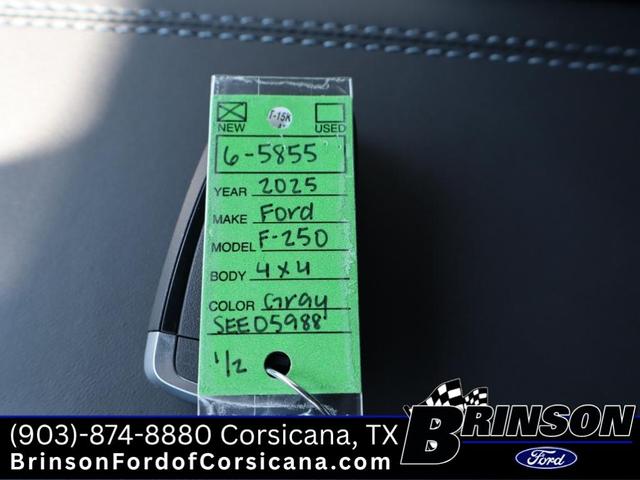 T-15K
NEW USED
6-5855
YEAR 2025
MAKE Ford
MODEL F-250
BODY 4x4
COLOR Gray
SEE05988
1/2
(903)-874-8880 Corsicana, TX
BrinsonFordofCorsicana.com
BRINSON
Ford